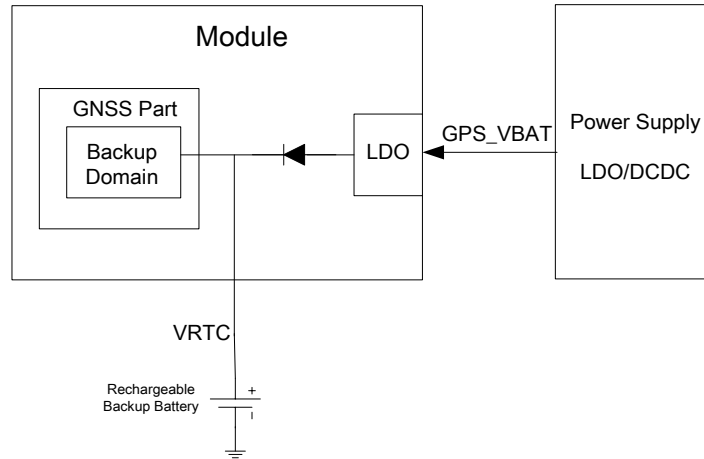 Module
GNSS Part
Backup
Domain
LDO
GPS_VBAT
Power Supply
LDO/DCDC
VRTC
Rechargeable
Backup Battery
+